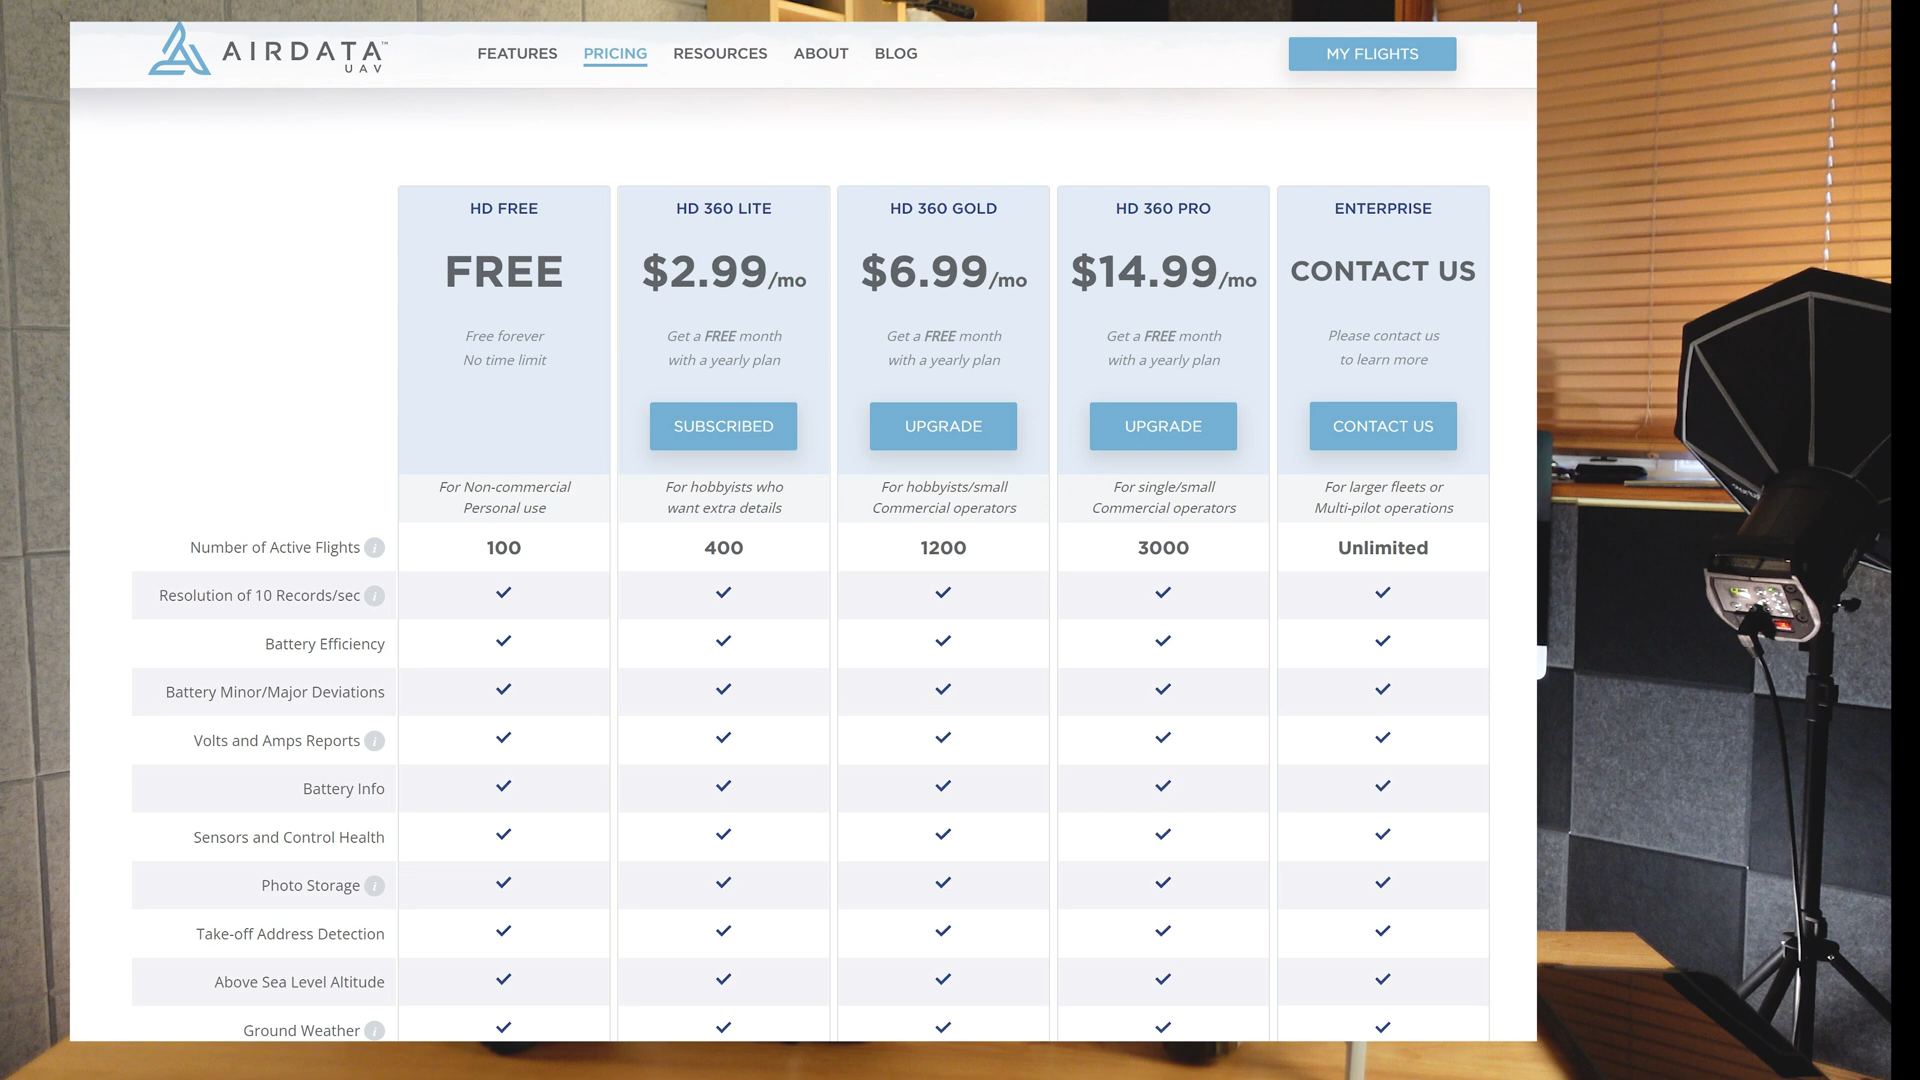 AIRDATA™
UAV
FEATURES PRICING RESOURCES ABOUT BLOG
MY FLIGHTS
HD FREE HD 360 LITE HD 360 GOLD HD 360 PRO ENTERPRISE
FREE $2.99/mo $6.99/mo $14.99/mo CONTACT US
Free forever Get a FREE month Get a FREE month Get a FREE month Please contact us
No time limit with a yearly plan with a yearly plan with a yearly plan to learn more
SUBSCRIBED UPGRADE UPGRADE CONTACT US
For Non-commercial For hobbyists who For hobbyists/small For single/small For larger fleets or
Personal use want extra details Commercial operators Commercial operators Multi-pilot operations
Number of Active Flights i 100 400 1200 3000 Unlimited
Resolution of 10 Records/sec i
Battery Efficiency
Battery Minor/Major Deviations
Volts and Amps Reports i
Battery Info
Sensors and Control Health
Photo Storage i
Take-off Address Detection
Above Sea Level Altitude
Ground Weather i